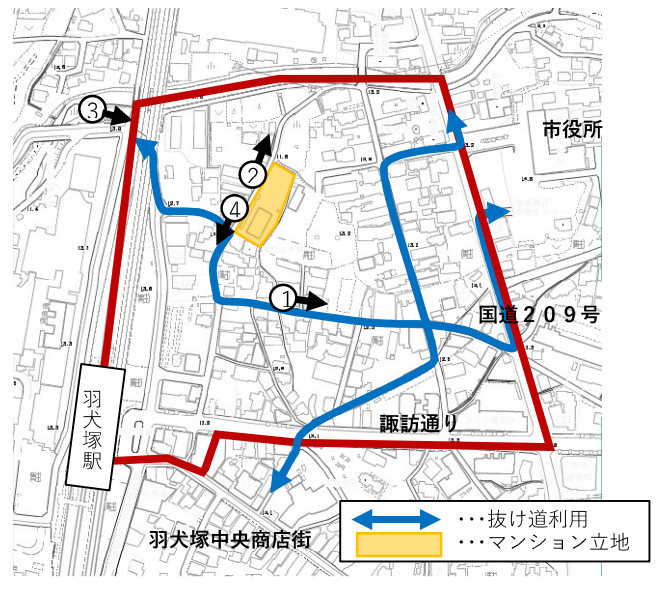 ③
市役所
②
④
①
国道２０９号
羽犬塚駅
諏訪通り
羽犬塚中央商店街
･･･抜け道利用
･･･マンション立地